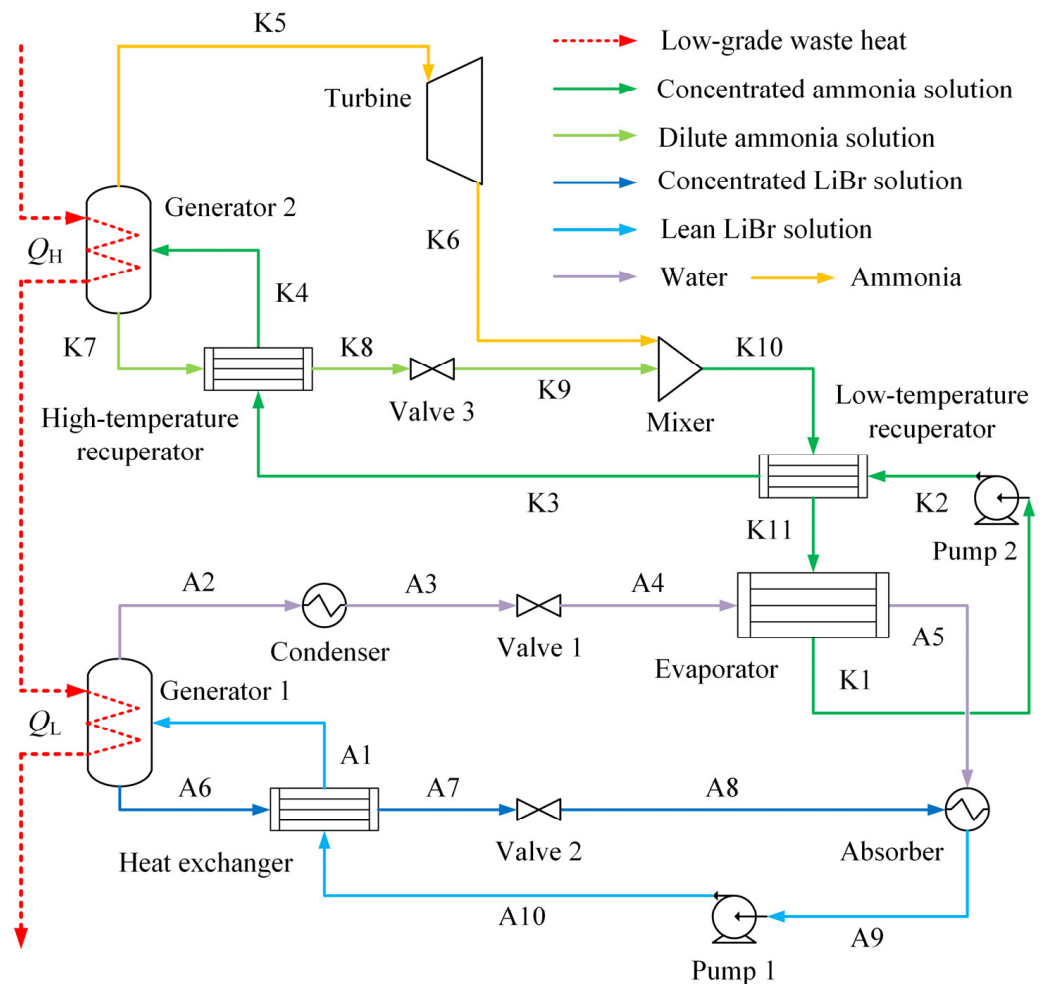 K5
Low-grade waste heat
Turbine
Concentrated ammonia solution
Dilute ammonia solution
Concentrated LiBr solution
Generator 2
Lean LiBr solution
QH
K6
K4
Water
Ammonia
K7
K8
K10
K9
Valve 3
Mixer
Low-temperature
recuperator
High-temperature
recuperator
K3
K2
K11
Pump 2
A2
A3
A4
Condenser
Valve 1
Evaporator
A5
K1
Generator 1
QL
A1
A6
A7
A8
Heat exchanger
Valve 2
Absorber
A10
A9
Pump 1